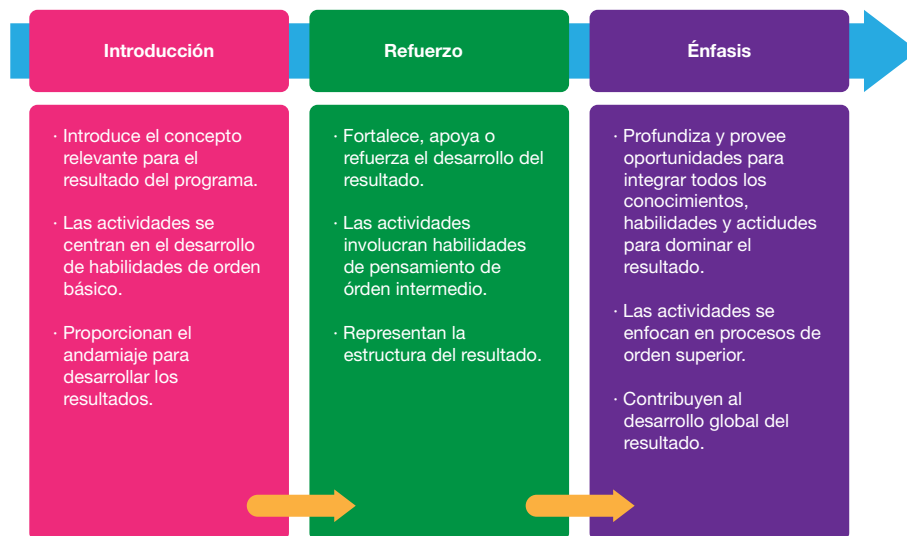 Introducción
Refuerzo
Énfasis
· Introduce el concepto
relevante para el
resultado del programa.
· Las actividades se
centran en el desarrollo
de habilidades de orden
básico.
· Proporcionan el
andamiaje para
desarrollar los
resultados.
· Fortalece, apoya o
refuerza el desarrollo del
resultado.
· Las actividades
involucran habilidades
de pensamiento de
órden intermedio.
· Representan la
estructura del resultado.
· Profundiza y provee
oportunidades para
integrar todos los
conocimientos,
habilidades y actidudes
para dominar el
resultado.
· Las actividades se
enfocan en procesos de
orden superior.
· Contribuyen al
desarrollo global del
resultado.